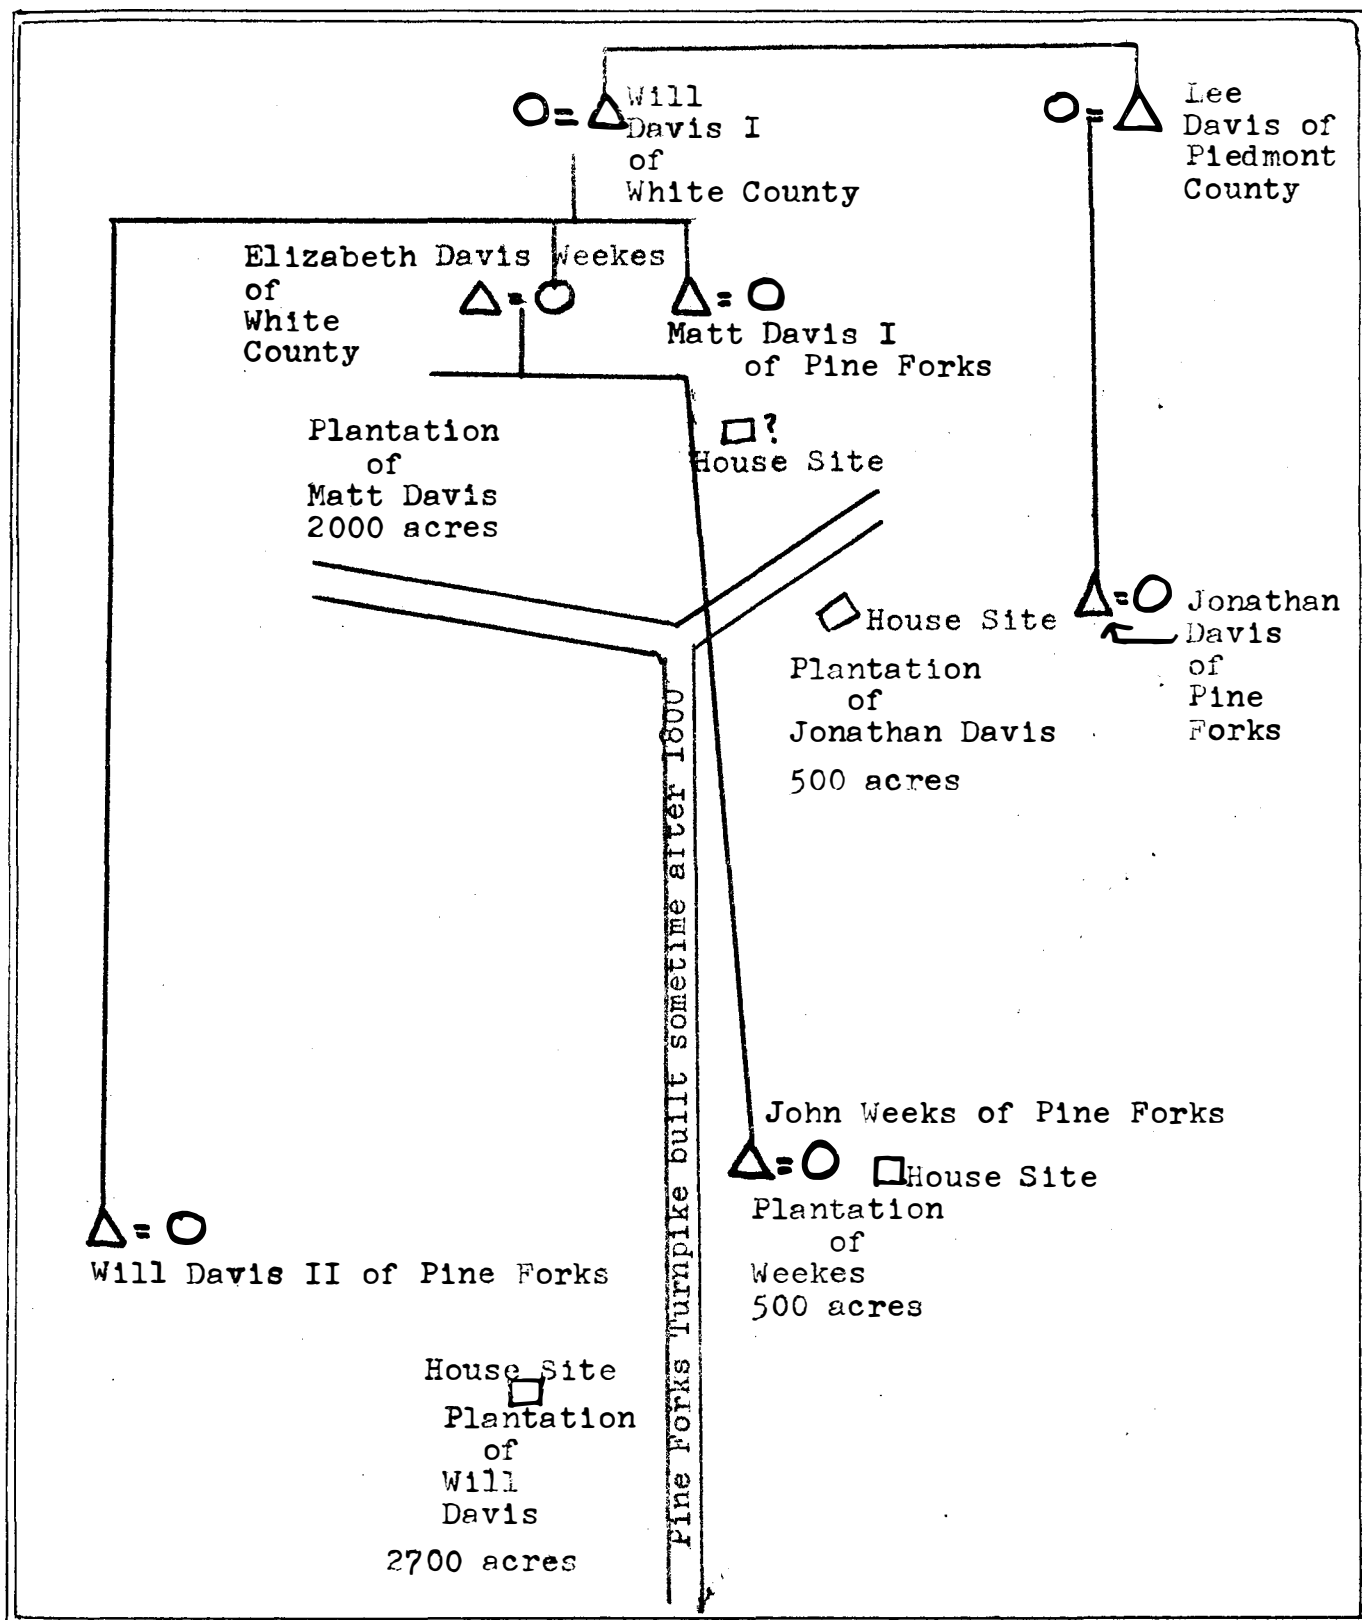 Will
Davis I
of
White County
Lee
Davis of
Piedmont
County
Elizabeth Davis Weekes
of
White
County
Matt Davis I
of Pine Forks
Plantation
of
Matt Davis
2000 acres
?
House Site
House Site
Plantation
of
Jonathan Davis
500 acres
Jonathan
Davis
of
Pine
Forks
Pine Forks Turnpike built sometime after 1800
John Weeks of Pine Forks
House Site
Plantation
of
Weekes
500 acres
Will Davis II of Pine Forks
House Site
Plantation
of
Will
Davis
2700 acres